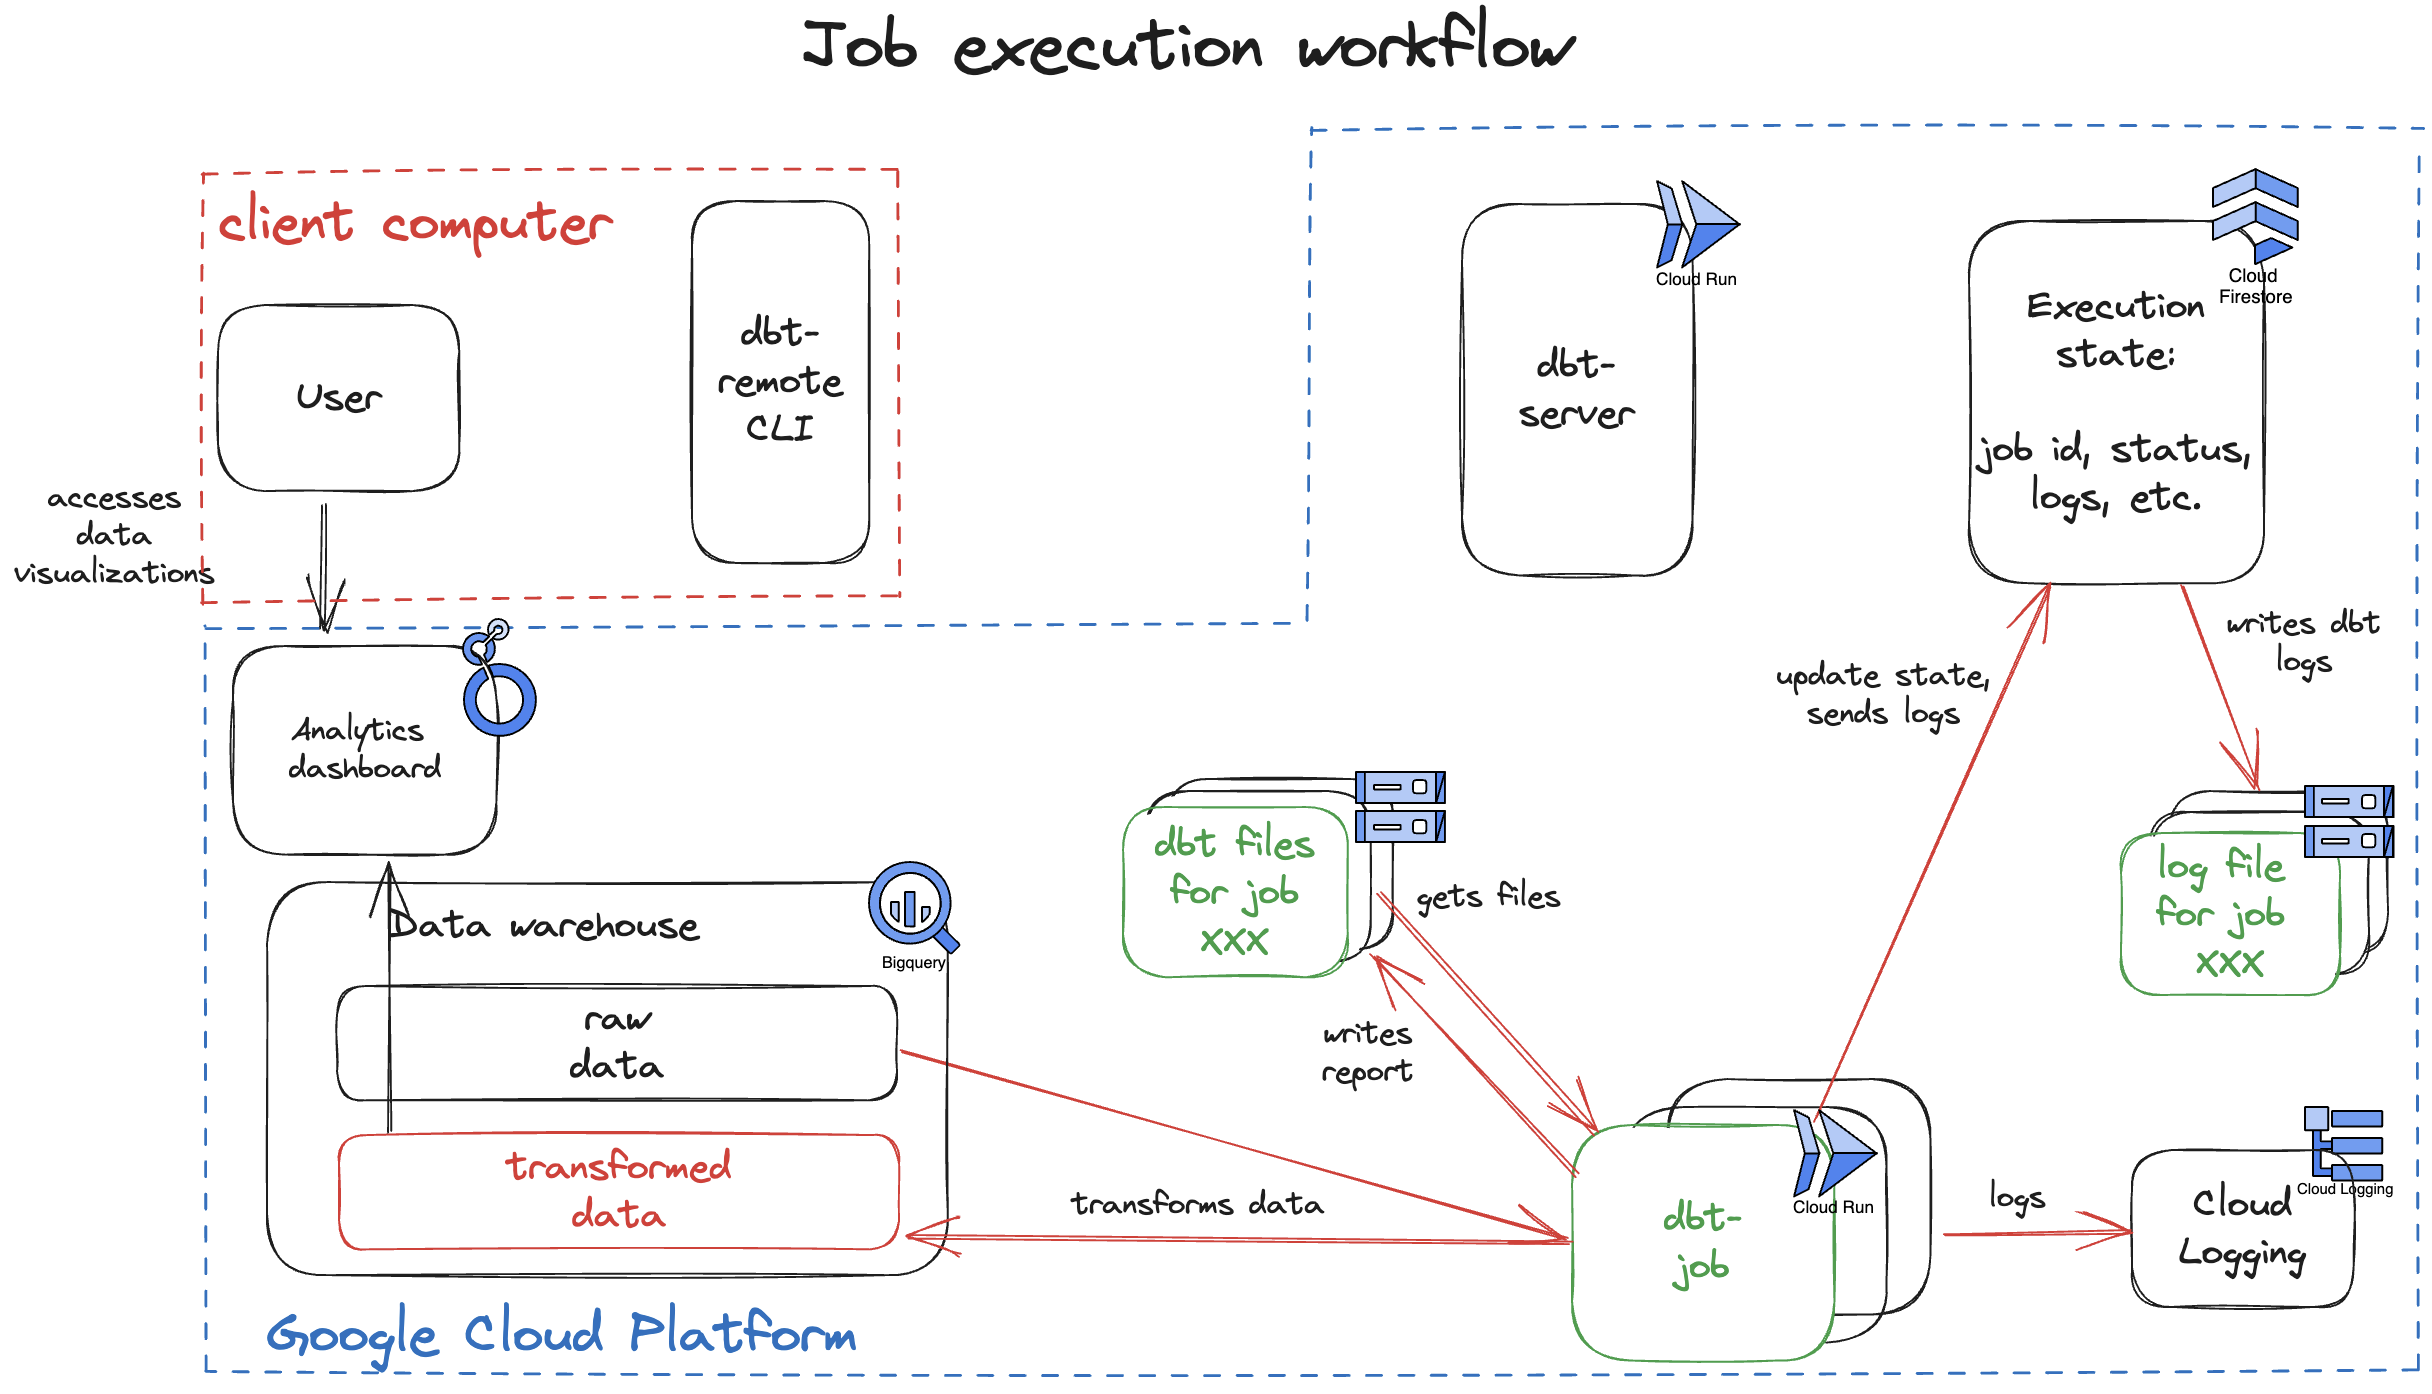 Job execution workflow
client computer
User
dbt-
remote
CLI
accesses
data
visualizations
dbt-
server
Cloud Run
Cloud
Firestore
Execution
state:
job id, status,
logs, etc.
writes dbt
logs
update state,
sends logs
Analytics
dashboard
Data warehouse
Bigquery
raw
data
transformed
data
dbt files
for job
XXX
gets files
writes
report
log file
for job
XXX
transforms data
dbt-
job
Cloud Run
logs
Cloud Logging
Cloud
Logging
Google Cloud Platform